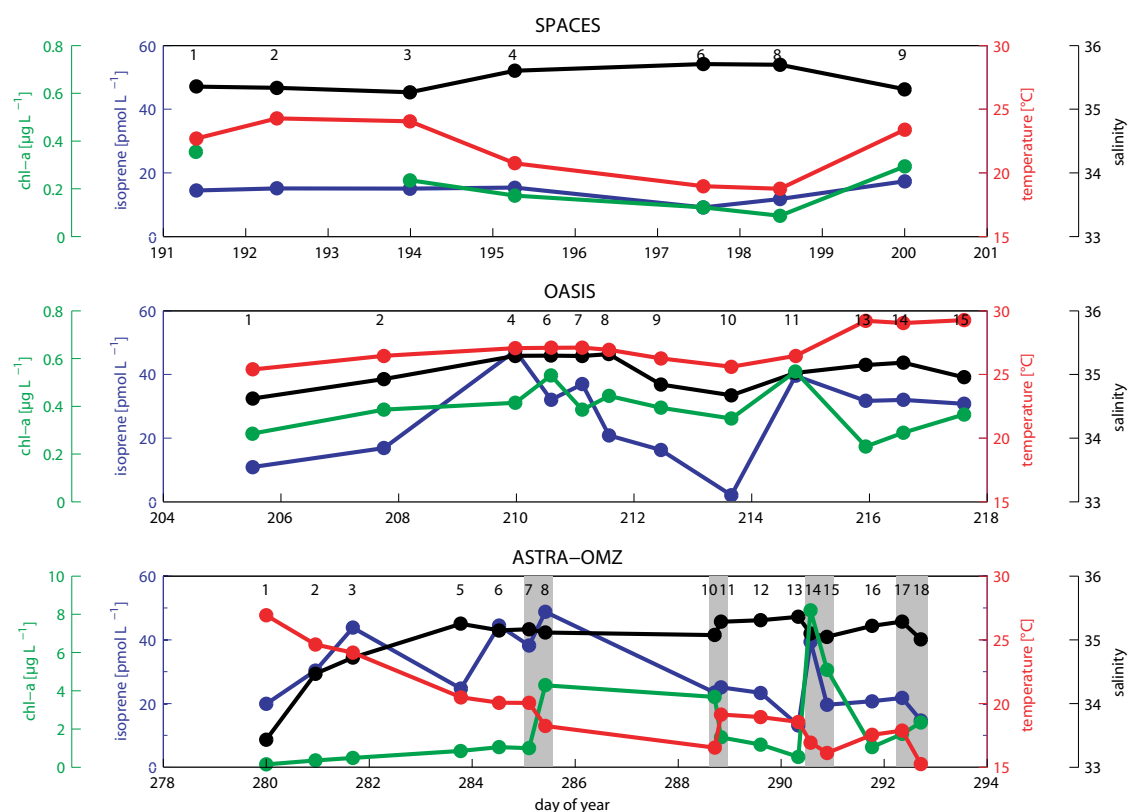 SPACES
0.8 60 30 36
1 2 3 4 6 8 9
0.6 40 25 35
0.4
0.2 20 20 34
0 0 15 33
chl−a [µg L −1]
isoprene [pmol L −1]
temperature [°C]
salinity
191 192 193 194 195 196 197 198 199 200 201
OASIS
0.8 60 30 36
1 2 4 6 7 8 9 10 11 13 14 15
0.6 40 25 35
0.4
0.2 20 20 34
0 0 15 33
chl−a [µg L −1]
isoprene [pmol L −1]
temperature [°C]
salinity
204 206 208 210 212 214 216 218
ASTRA−OMZ
10 60 30 36
1 2 3 5 6 7 8 10 11 12 13 14 15 16 17 18
8 40 25 35
6
4 20 20 34
2
0 0 15 33
chl−a [µg L −1]
isoprene [pmol L −1]
temperature [°C]
salinity
278 280 282 284 286 288 290 292 294
day of year